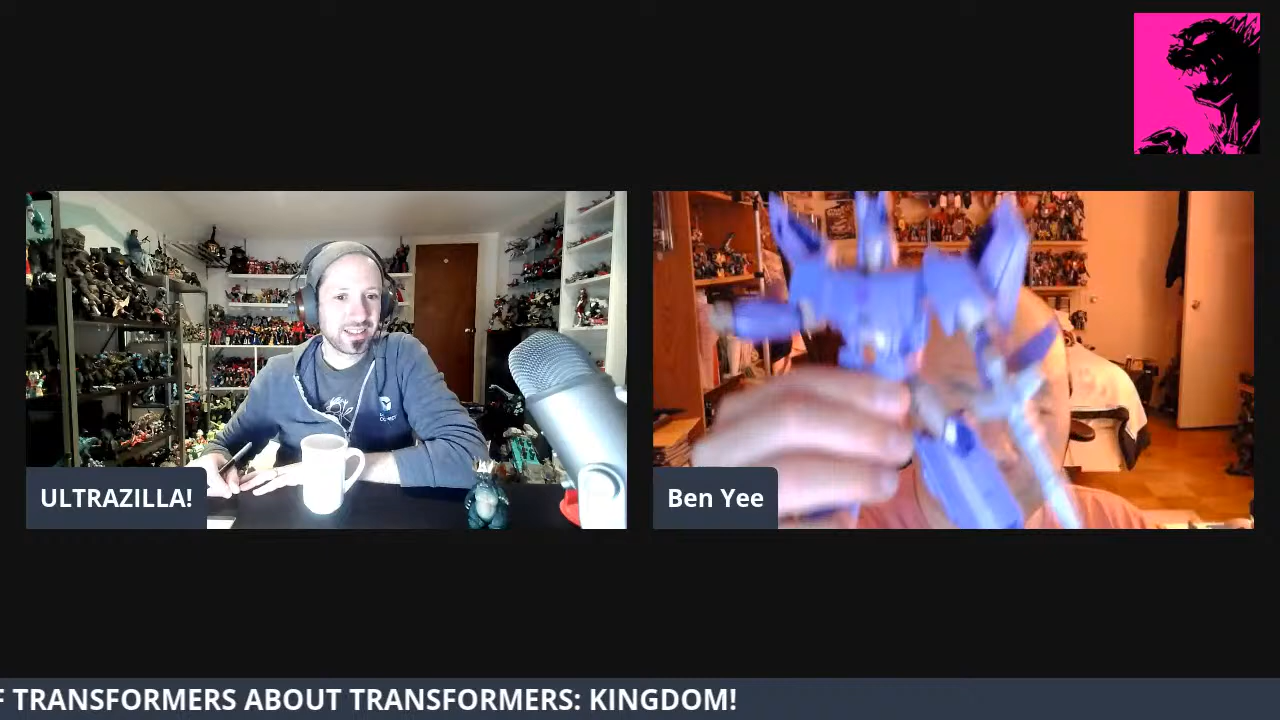 ULTRAZILLA!
Ben Yee
F TRANSFORMERS ABOUT TRANSFORMERS: KINGDOM!